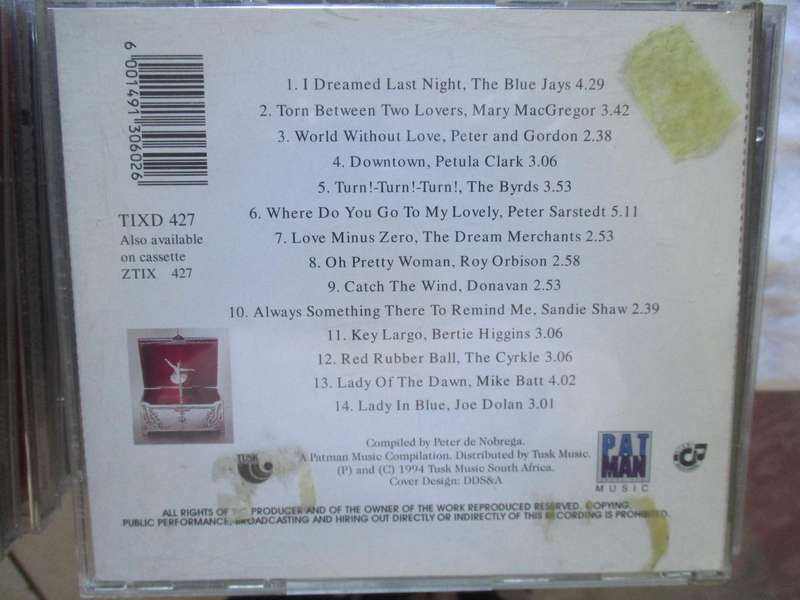 6 001491 306026
1. I Dreamed Last Night, The Blue Jays 4.29
2. Torn Between Two Lovers, Mary MacGregor 3.42
3. World Without Love, Peter and Gordon 2.38
4. Downtown, Petula Clark 3.06
5. Turn!-Turn!-Turn!, The Byrds 3.53
6. Where Do You Go To My Lovely, Peter Sarstedt 5.11
7. Love Minus Zero, The Dream Merchants 2.53
8. Oh Pretty Woman, Roy Orbison 2.58
9. Catch The Wind, Donavan 2.53
10. Always Something There To Remind Me, Sandie Shaw 2.39
11. Key Largo, Bertie Higgins 3.06
12. Red Rubber Ball, The Cyrkle 3.06
13. Lady Of The Dawn, Mike Batt 4.02
14. Lady In Blue, Joe Dolan 3.01
TIXD 427
Also available
on cassette
ZTIX 427
Compiled by Peter de Nobrega.
A Patman Music Compilation. Distributed by Tusk Music.
(P) and (C) 1994 Tusk Music South Africa.
Cover Design: DDS&A
TUSK
PAT
MAN
MUSIC
ALL RIGHTS OF PRODUCER AND OF THE OWNER OF THE WORK REPRODUCED RESERVED. COPYING,
PUBLIC PERFORMANCE, BROADCASTING AND HIRING OUT DIRECTLY OR INDIRECTLY OF THIS RECORDING IS PROHIBITED.